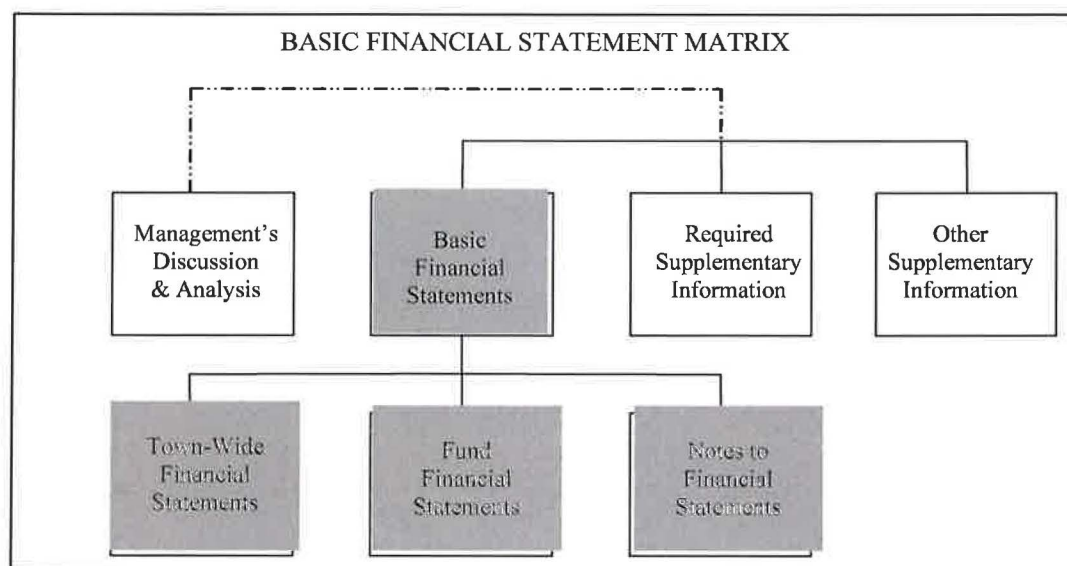 BASIC FINANCIAL STATEMENT MATRIX
Management's
Discussion
& Analysis
Basic
Financial
Statements
Required
Supplementary
Information
Other
Supplementary
Information
Town-Wide
Financial
Statements
Fund
Financial
Statements
Notes to
Financial
Statements